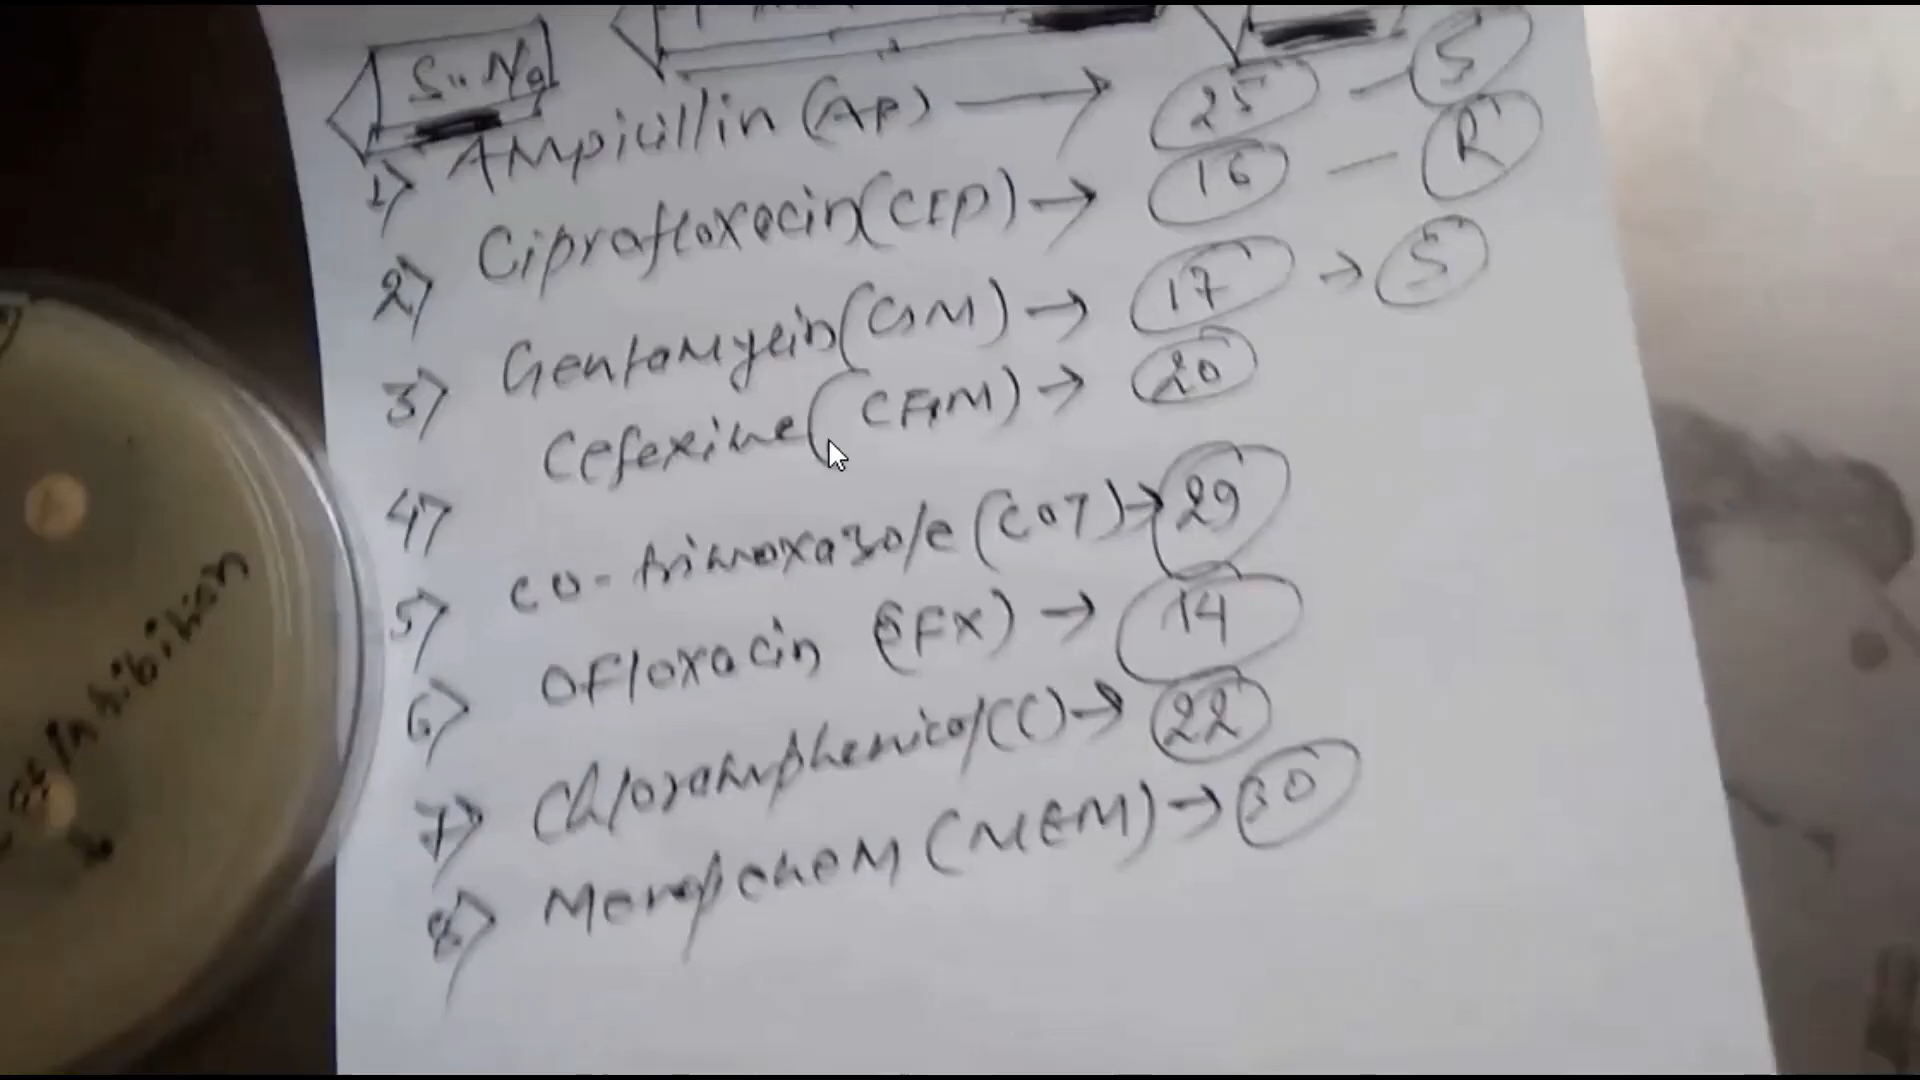 S.. No
1) Ampicillin (AP) → 25 - S
2) Ciprafloxacin (CIP) → 16 - R
3) Gentamycin (GM) → 17 → S
4) Cefexime (CFM) → 20
5) co-trimoxazole (COT) → 29
6) OFloxacin (OFX) → 14
7) Chloramphenicol (C) → 22
8) Meropenem (MEM) → 30
Inhibition